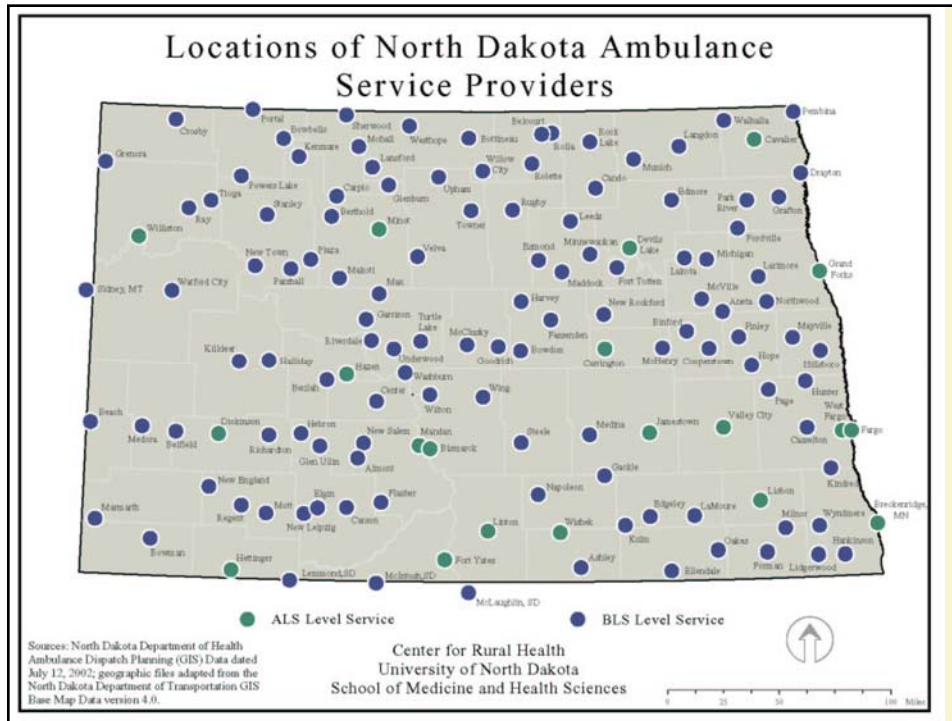 Locations of North Dakota Ambulance
Service Providers
Portal
Sherwood
Belcourt
Walhalla
Pembina
Crosby
Bowbells
Mohall
Westhope
Bottineau
Rolla
Rock
Lake
Langdon
Cavalier
Grenora
Kenmare
Lansford
Willow
City
Rolette
Munich
Drayton
Powers Lake
Carpio
Glenburn
Upham
Cando
Edmore
Park
River
Grafton
Tioga
Ray
Stanley
Berthold
Minot
Towner
Rugby
Leeds
Fordville
Williston
New Town
Plaza
Velva
Esmond
Minnewaukan
Devils
Lake
Michigan
Grand
Forks
Parshall
Makoti
Maddock
Fort Totten
Lakota
Larimore
Sidney, MT
Watford City
Max
Harvey
New Rockford
McVille
Aneta
Northwood
Garrison
Turtle
Lake
McClusky
Fessenden
Binford
Finley
Mayville
Riverdale
Killdeer
Halliday
Underwood
Goodrich
Bowdon
Carrington
McHenry
Cooperstown
Hope
Hillsboro
Hazen
Washburn
Beulah
Center
Wilton
Wing
Page
Hunter
West
Fargo
Beach
Dickinson
Hebron
New Salem
Mandan
Steele
Medina
Jamestown
Valley City
Fargo
Medora
Belfield
Richardton
Glen Ullin
Almont
Bismarck
Casselton
Kindred
New England
Gackle
Napoleon
Lisbon
Breckenridge,
MN
Marmarth
Regent
Mott
Elgin
New Leipzig
Carson
Flasher
Linton
Wishek
Edgeley
LaMoure
Milnor
Wyndmere
Kulm
Bowman
Hettinger
Fort Yates
Ashley
Oakes
Forman
Lidgerwood
Hankinson
Lemmond, SD
McIntosh, SD
Ellendale
McLaughlin, SD
ALS Level Service
BLS Level Service
Sources: North Dakota Department of Health
Ambulance Dispatch Planning (GIS) Data dated
July 12, 2002; geographic files adapted from the
North Dakota Department of Transportation GIS
Base Map Data version 4.0.
Center for Rural Health
University of North Dakota
School of Medicine and Health Sciences
0 25 50 100 Miles